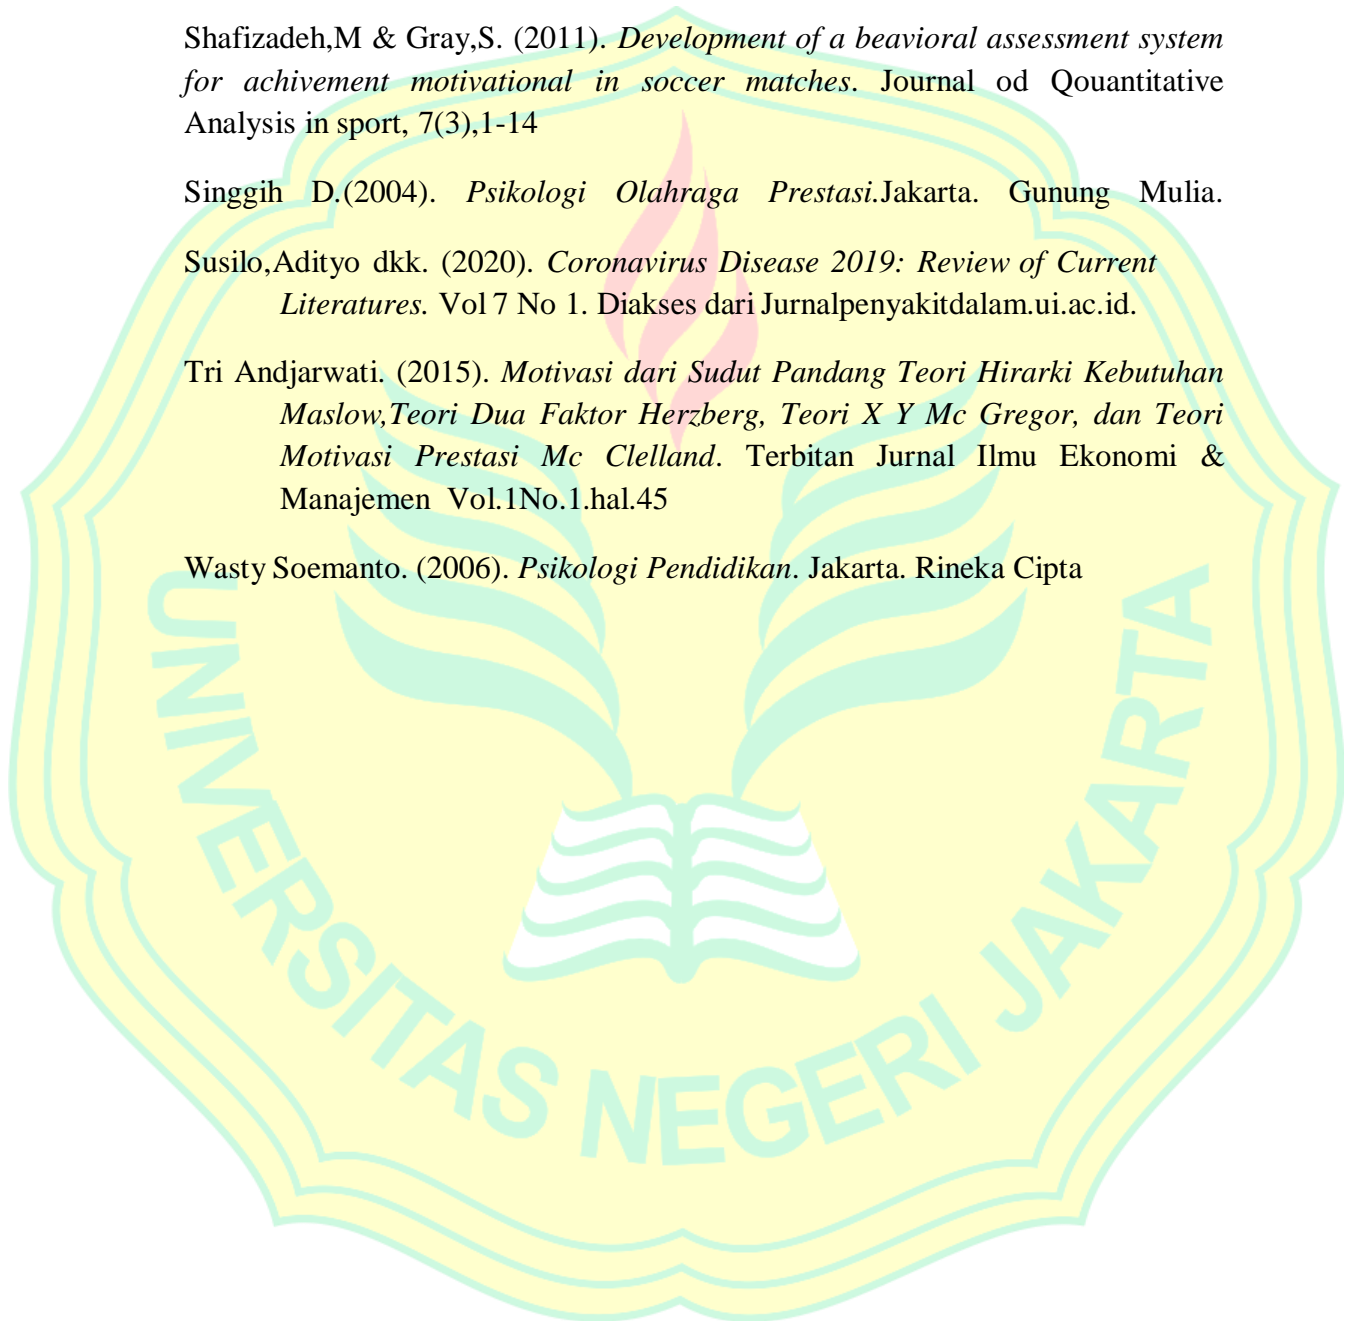 Shafizadeh,M & Gray,S. (2011). Development of a beavioral assessment system
for achivement motivational in soccer matches. Journal od Qouantitative
Analysis in sport, 7(3),1-14
Singgih D.(2004). Psikologi Olahraga Prestasi.Jakarta. Gunung Mulia.
Susilo,Adityo dkk. (2020). Coronavirus Disease 2019: Review of Current
Literatures. Vol 7 No 1. Diakses dari Jurnalpenyakitdalam.ui.ac.id.
Tri Andjarwati. (2015). Motivasi dari Sudut Pandang Teori Hirarki Kebutuhan
Maslow,Teori Dua Faktor Herzberg, Teori X Y Mc Gregor, dan Teori
Motivasi Prestasi Mc Clelland. Terbitan Jurnal Ilmu Ekonomi &
Manajemen Vol.1No.1.hal.45
Wasty Soemanto. (2006). Psikologi Pendidikan. Jakarta. Rineka Cipta
UNIVERSITAS NEGERI JAKARTA